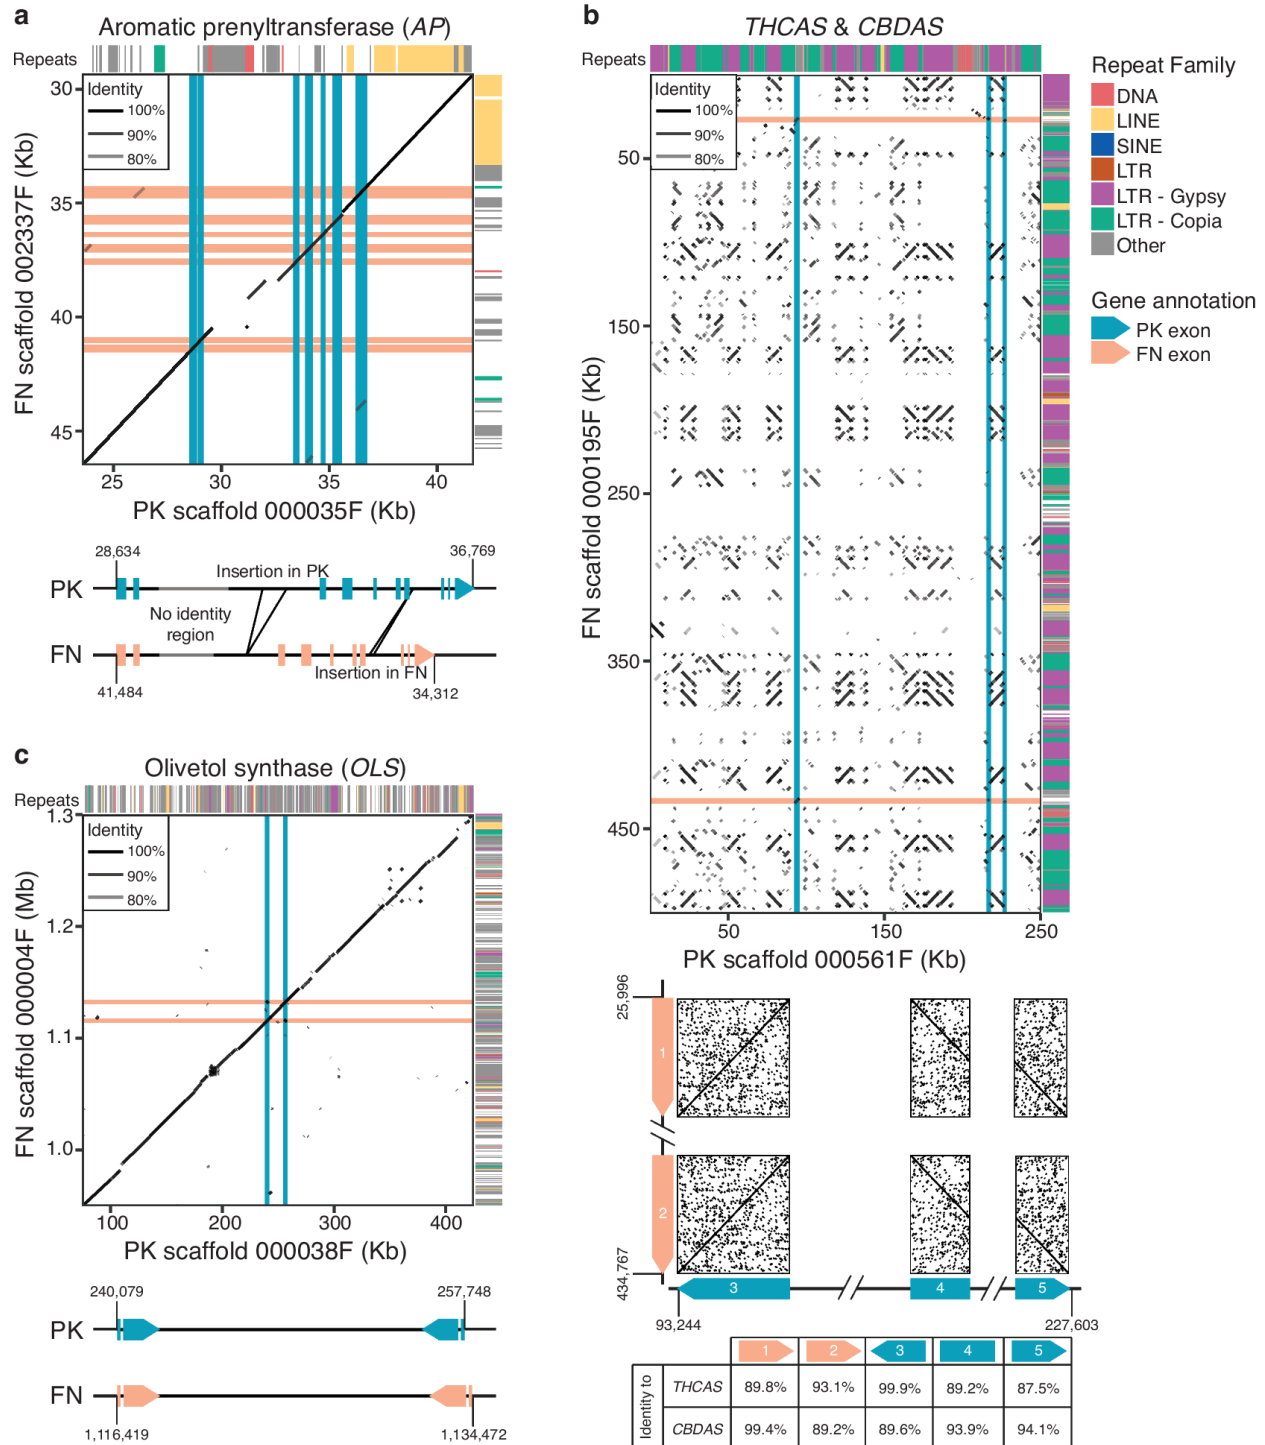 a
Aromatic prenyltransferase (AP)
Repeats
Identity
100%
90%
80%
30
35
40
45
FN scaffold 002337F (Kb)
25
30
35
40
PK scaffold 000035F (Kb)
28,634
36,769
Insertion in PK
PK
No identity
region
FN
Insertion in FN
41,484
34,312
b
THCAS & CBDAS
Repeats
Identity
100%
90%
80%
50
150
250
350
450
FN scaffold 000195F (Kb)
50
150
250
PK scaffold 000561F (Kb)
Repeat Family
DNA
LINE
SINE
LTR
LTR - Gypsy
LTR - Copia
Other
Gene annotation
PK exon
FN exon
25,996
1
2
434,767
3
4
5
93,244
227,603
1
2
3
4
5
Identity to
THCAS
89.8%
93.1%
99.9%
89.2%
87.5%
CBDAS
99.4%
89.2%
89.6%
93.9%
94.1%
c
Olivetol synthase (OLS)
Repeats
Identity
100%
90%
80%
1.3
1.2
1.1
1.0
FN scaffold 000004F (Mb)
100
200
300
400
PK scaffold 000038F (Kb)
240,079
257,748
PK
FN
1,116,419
1,134,472